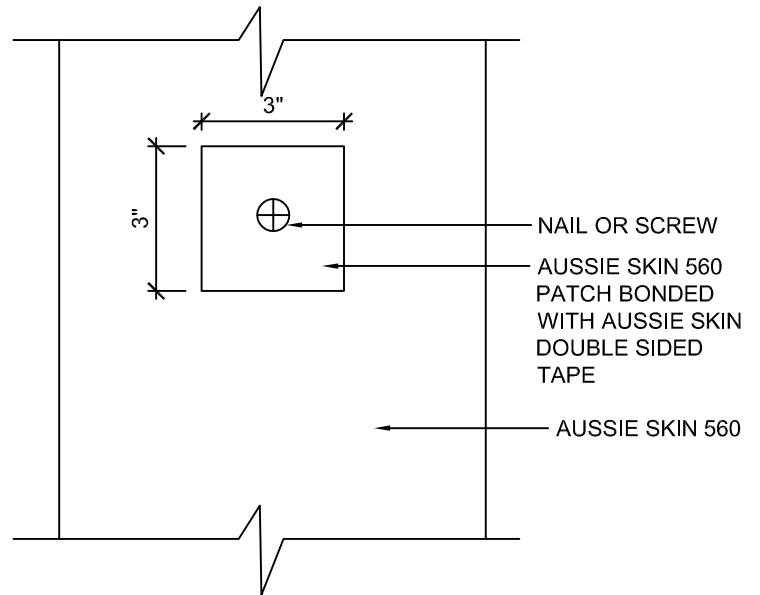 3"
3"
NAIL OR SCREW
AUSSIE SKIN 560
PATCH BONDED
WITH AUSSIE SKIN
DOUBLE SIDED
TAPE
AUSSIE SKIN 560